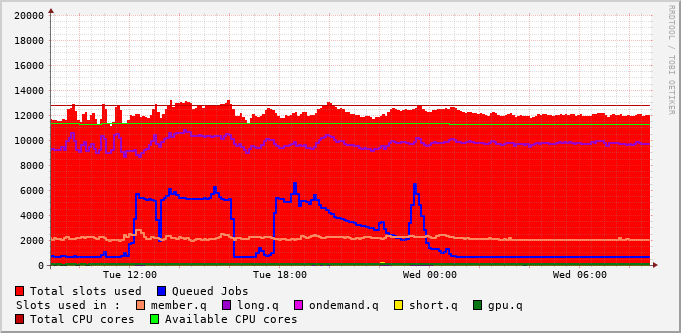 20000
18000
16000
14000
12000
10000
8000
6000
4000
2000
0
Tue 12:00 Tue 18:00 Wed 00:00 Wed 06:00
RRDTOOL / TOBI OETIKER
Total slots used Queued Jobs
Slots used in : member.q long.q ondemand.q short.q gpu.q
Total CPU cores Available CPU cores